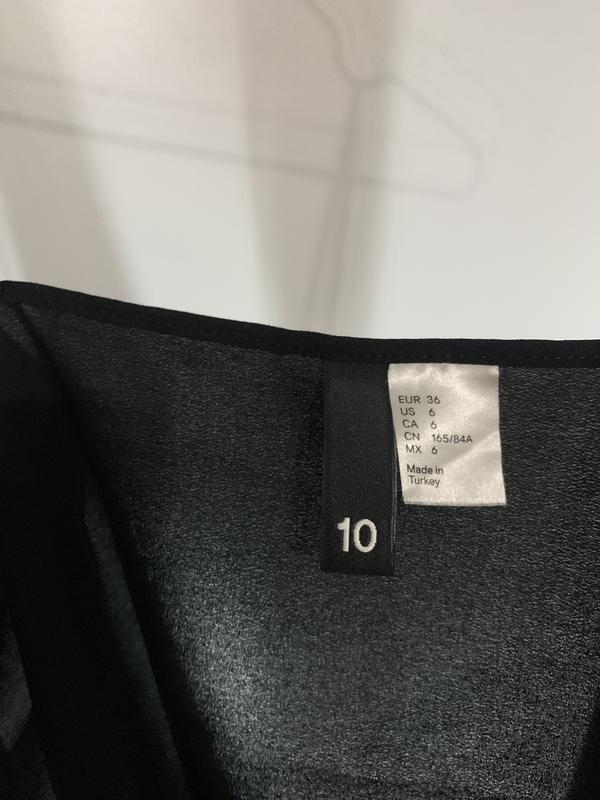 EUR 36
US 6
CA 6
CN 165/84A
MX 6
Made in
Turkey
10